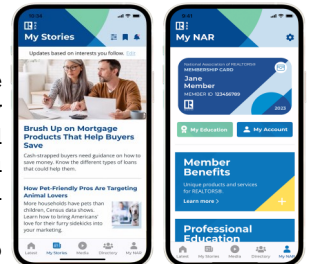 My Stories
Updates based on interests you follow. Edit
Brush Up on Mortgage
Products That Help Buyers
Save
Cash-strapped buyers need guidance on how to
save money. Know the different types of loans
that could help them.
How Pet-Friendly Pros Are Targeting
Animal Lovers
More households have pets than
children, Census data shows.
Learn how to bring Americans'
love for their furry sidekicks into
your marketing.
Latest
My Stories
Media
Directory
My NAR
9:41
My NAR
National Association of REALTORS®
MEMBERSHIP CARD
Jane
Member
MEMBER ID 123456789
2022
My Education
My Account
Member
Benefits
Unique products and services
for REALTORS®.
Learn more >
Professional
Education
Latest
My Stories
Media
Directory
My NAR